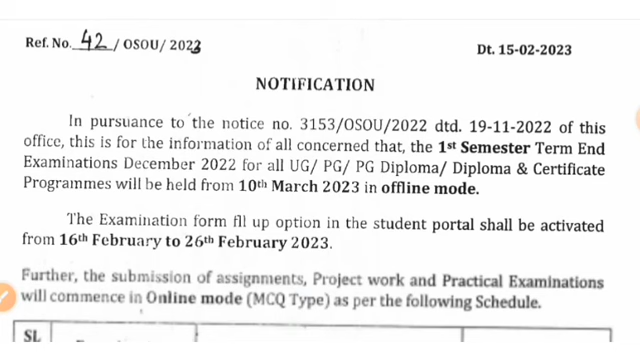 Ref. No. 42 / OSOU/ 2023
Dt. 15-02-2023
NOTIFICATION
In pursuance to the notice no. 3153/OSOU/2022 dtd. 19-11-2022 of this
office, this is for the information of all concerned that, the 1st Semester Term End
Examinations December 2022 for all UG/ PG/ PG Diploma/ Diploma & Certificate
Programmes will be held from 10th March 2023 in offline mode.
The Examination form fll up option in the student portal shall be activated
from 16th February to 26th February 2023.
Further, the submission of assignments, Project work and Practical Examinations
will commence in Online mode (MCQ Type) as per the following Schedule.
SL